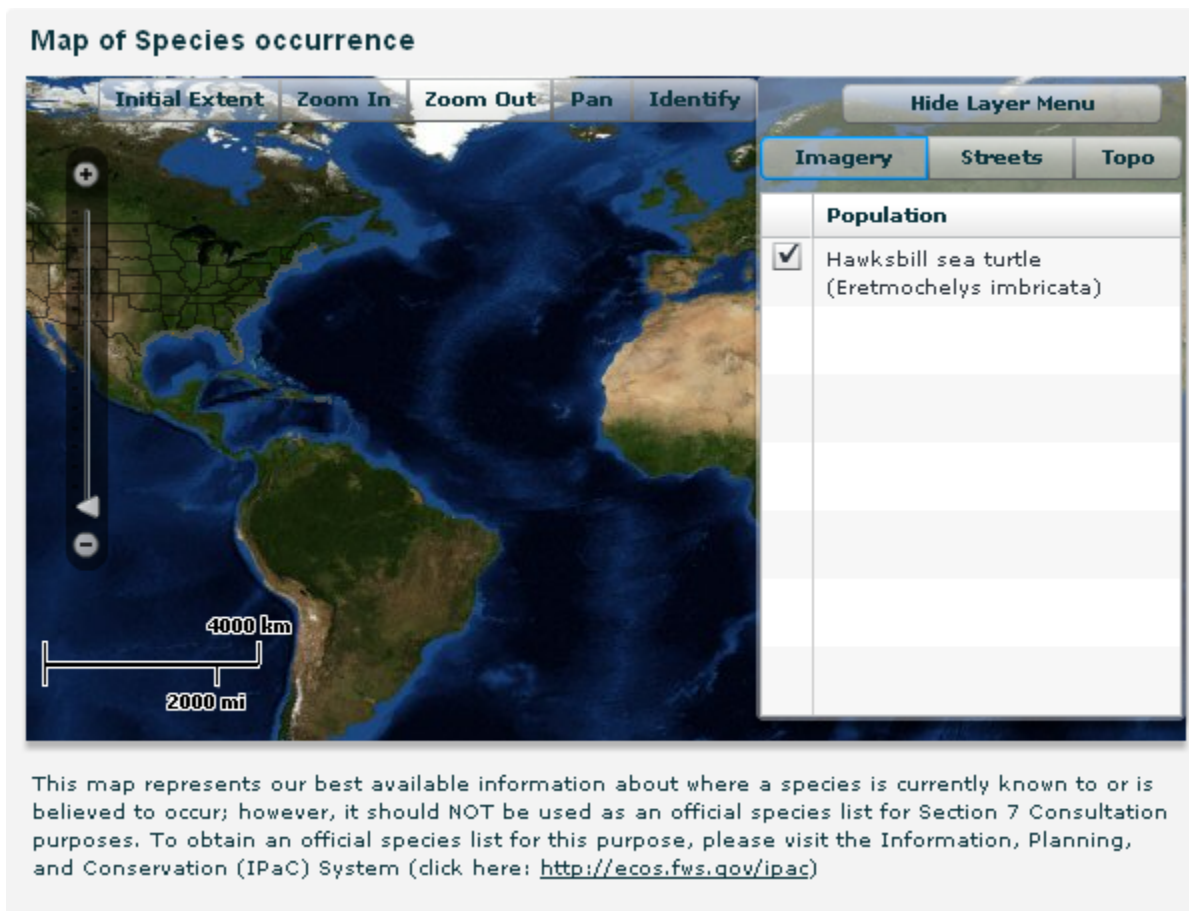 Map of Species occurrence
Initial Extent Zoom In Zoom Out Pan Identify
Hide Layer Menu
Imagery Streets Topo
Population
Hawksbill sea turtle
(Eretmochelys imbricata)
4000 km
2000 mi
This map represents our best available information about where a species is currently known to or is
believed to occur; however, it should NOT be used as an official species list for Section 7 Consultation
purposes. To obtain an official species list for this purpose, please visit the Information, Planning,
and Conservation (IPaC) System (click here: http://ecos.fws.gov/ipac)